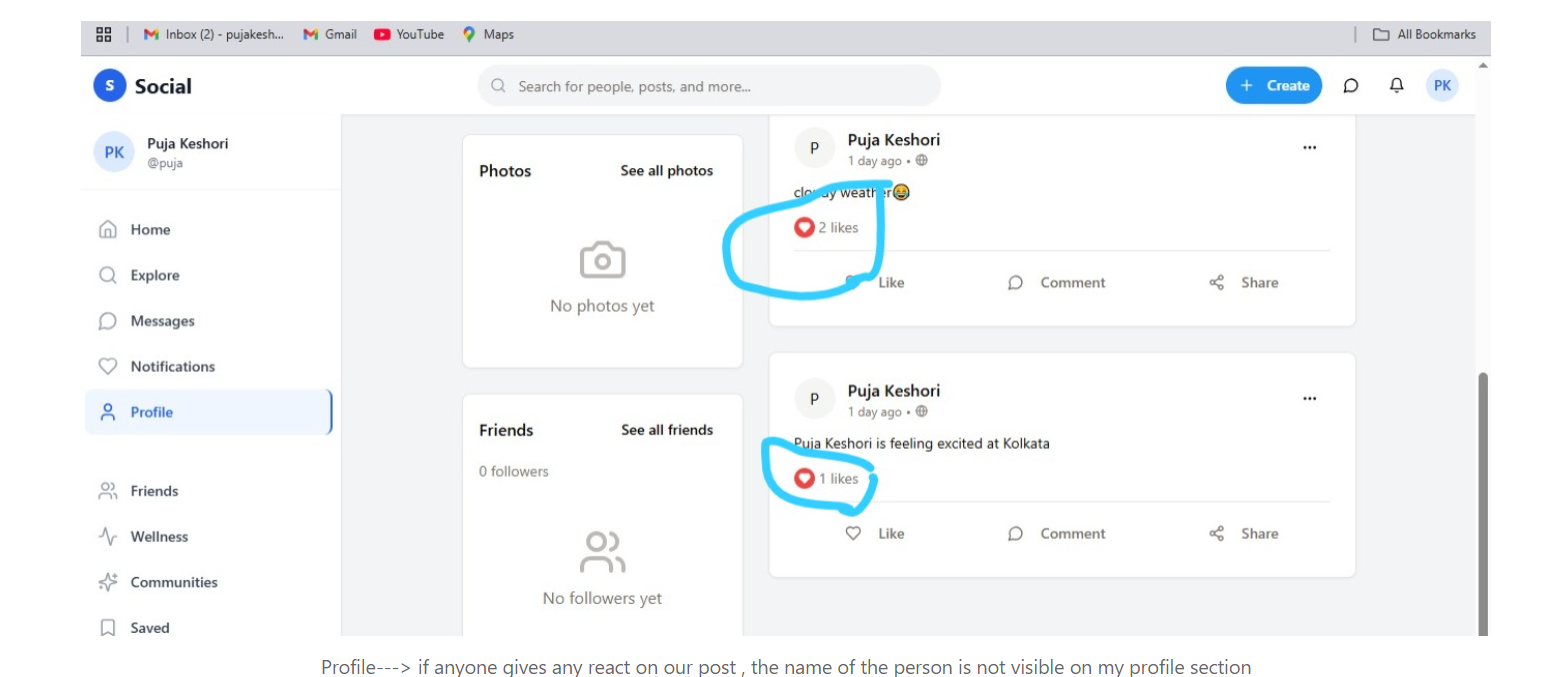 Inbox (2) - pujakesh... Gmail YouTube Maps All Bookmarks
S Social Search for people, posts, and more... + Create PK
PK Puja Keshori
@puja
Home
Explore
Messages
Notifications
Profile
Friends
Wellness
Communities
Saved
Photos See all photos
No photos yet
Friends See all friends
0 followers
No followers yet
P Puja Keshori ...
1 day ago •
cloudy weather😂
2 likes
Like Comment Share
P Puja Keshori ...
1 day ago •
Puja Keshori is feeling excited at Kolkata
1 likes
Like Comment Share
Profile---> if anyone gives any react on our post , the name of the person is not visible on my profile section